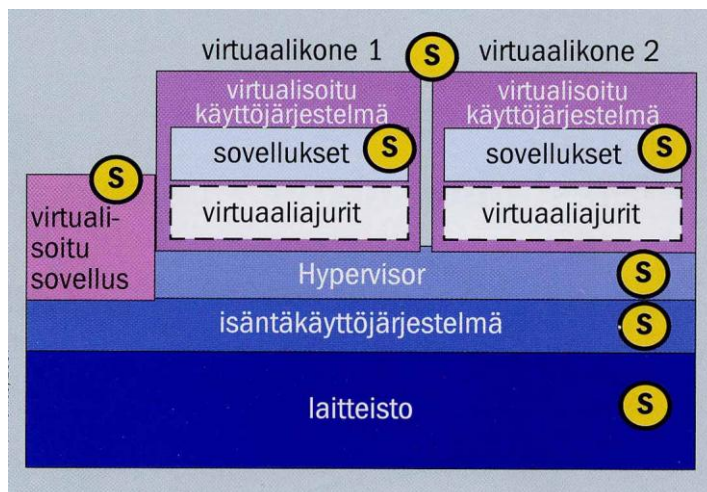 virtuaalikone 1
S
virtuaalikone 2
virtualisoitu
käyttöjärjestelmä
sovellukset
S
virtuaaliajurit
virtualisoitu
käyttöjärjestelmä
sovellukset
S
virtuaaliajurit
S
virtuali-
soitu
sovellus
Hypervisor
S
isäntäkäyttöjärjestelmä
S
laitteisto
S